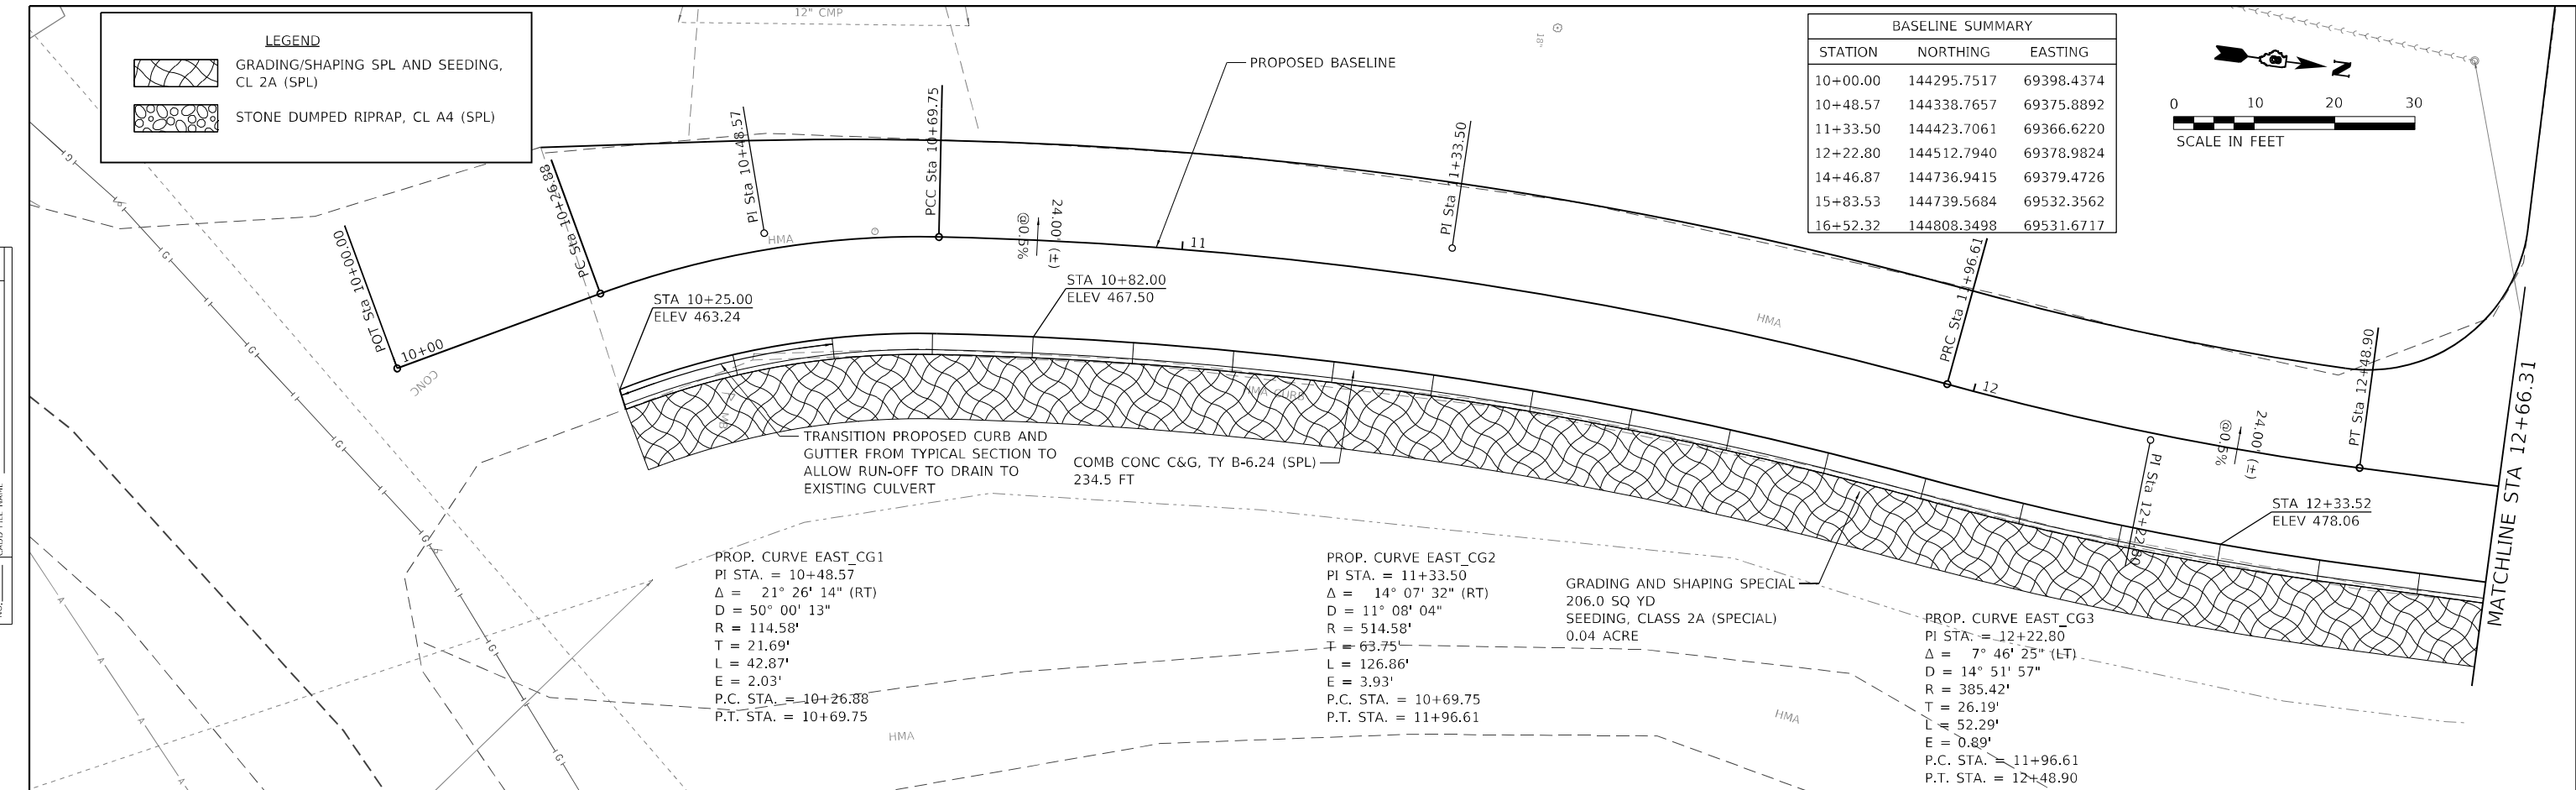 LEGEND
GRADING/SHAPING SPL AND SEEDING,
CL 2A (SPL)
STONE DUMPED RIPRAP, CL A4 (SPL)
12" CMP
18"
PROPOSED BASELINE
BASELINE SUMMARY
STATION NORTHING EASTING
10+00.00 144295.7517 69398.4374
10+48.57 144338.7657 69375.8892
11+33.50 144423.7061 69366.6220
12+22.80 144512.7940 69378.9824
14+46.87 144736.9415 69379.4726
15+83.53 144739.5684 69532.3562
16+52.32 144808.3498 69531.6717
N
0 10 20 30
SCALE IN FEET
POT Sta 10+00.00
10+00
PC Sta 10+26.88
PI Sta 10+48.57
PCC Sta 10+69.75
HMA
24.00' (±)
@0.5%
11
PI Sta 11+33.50
HMA
PRC Sta 11+96.61
12
PI Sta 12+22.80
24.00' (±)
@0.5%
PT Sta 12+48.90
MATCHLINE STA 12+66.31
CONC
STA 10+25.00
ELEV 463.24
STA 10+82.00
ELEV 467.50
HMA CURB
TRANSITION PROPOSED CURB AND
GUTTER FROM TYPICAL SECTION TO
ALLOW RUN-OFF TO DRAIN TO
EXISTING CULVERT
COMB CONC C&G, TY B-6.24 (SPL)
234.5 FT
STA 12+33.52
ELEV 478.06
PROP. CURVE EAST_CG1
PI STA. = 10+48.57
Δ = 21° 26' 14" (RT)
D = 50° 00' 13"
R = 114.58'
T = 21.69'
L = 42.87'
E = 2.03'
P.C. STA. = 10+26.88
P.T. STA. = 10+69.75
PROP. CURVE EAST_CG2
PI STA. = 11+33.50
Δ = 14° 07' 32" (RT)
D = 11° 08' 04"
R = 514.58'
T = 63.75'
L = 126.86'
E = 3.93'
P.C. STA. = 10+69.75
P.T. STA. = 11+96.61
GRADING AND SHAPING SPECIAL
206.0 SQ YD
SEEDING, CLASS 2A (SPECIAL)
0.04 ACRE
PROP. CURVE EAST_CG3
PI STA. = 12+22.80
Δ = 7° 46' 25" (LT)
D = 14° 51' 57"
R = 385.42'
T = 26.19'
L = 52.29'
E = 0.89'
P.C. STA. = 11+96.61
P.T. STA. = 12+48.90
HMA
HMA